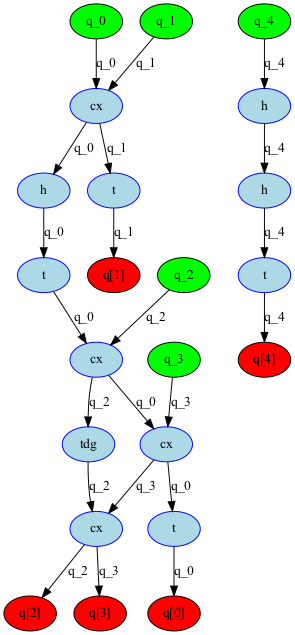 q_0 q_1 q_4
q_0 q_1 q_4
cx h
q_0 q_1 q_4
h t h
q_0 q_1 q_4
t q[1] q_2 t
q_0 q_2 q_4
cx q_3 q[4]
q_2 q_0 q_3
tdg cx
q_2 q_3 q_0
cx t
q_2 q_3 q_0
q[2] q[3] q[0]